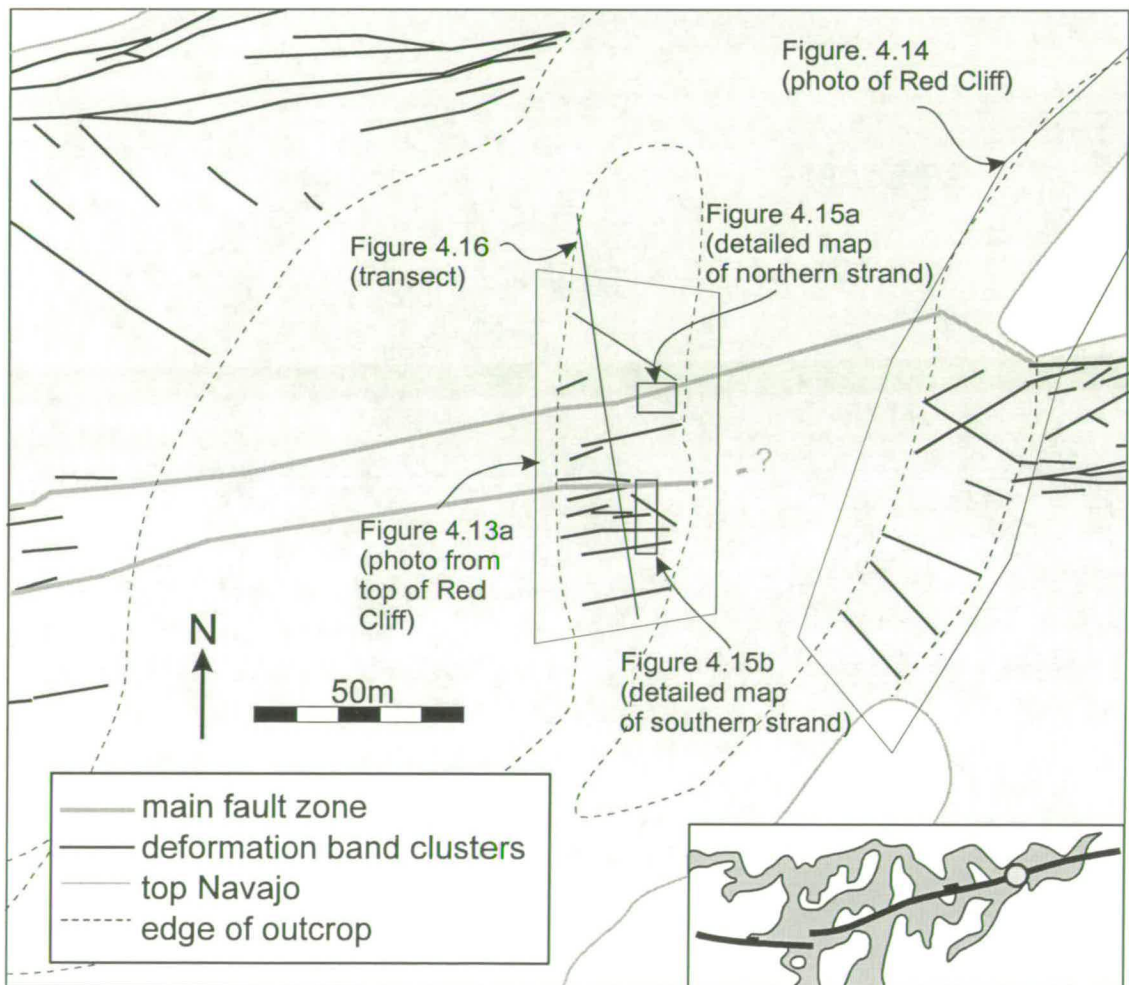 Figure. 4.14
(photo of Red Cliff)
Figure 4.15a
(detailed map
of northern strand)
Figure 4.16
(transect)
?
Figure 4.13a
(photo from
top of Red
Cliff)
N
50m
Figure 4.15b
(detailed map
of southern strand)
main fault zone
deformation band clusters
top Navajo
edge of outcrop